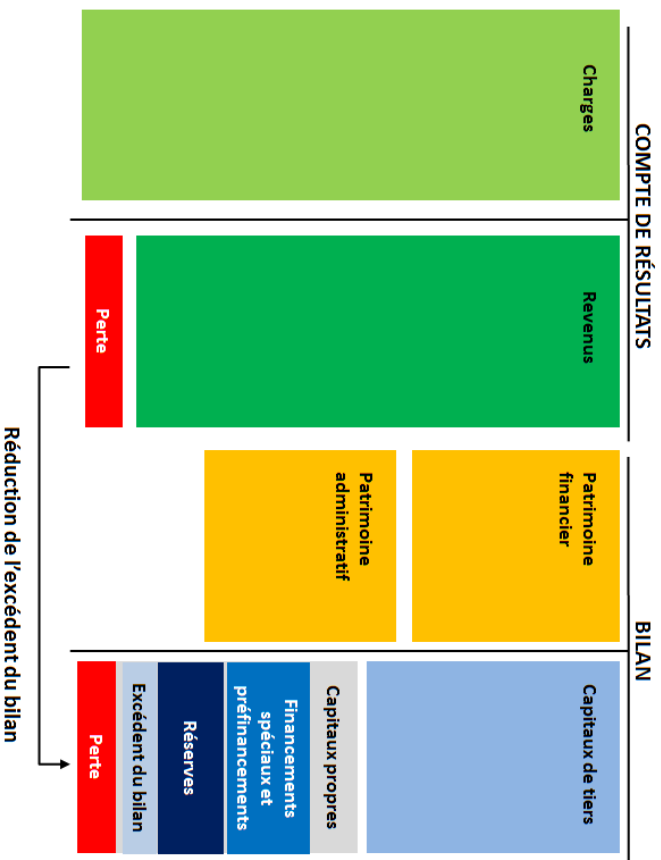 COMPTE DE RÉSULTATS
Charges
Revenus
Perte
BILAN
Patrimoine
financier
Patrimoine
administratif
Capitaux de tiers
Capitaux propres
Financements
spéciaux et
préfinancements
Réserves
Excédent du bilan
Perte
Réduction de l'excédent du bilan